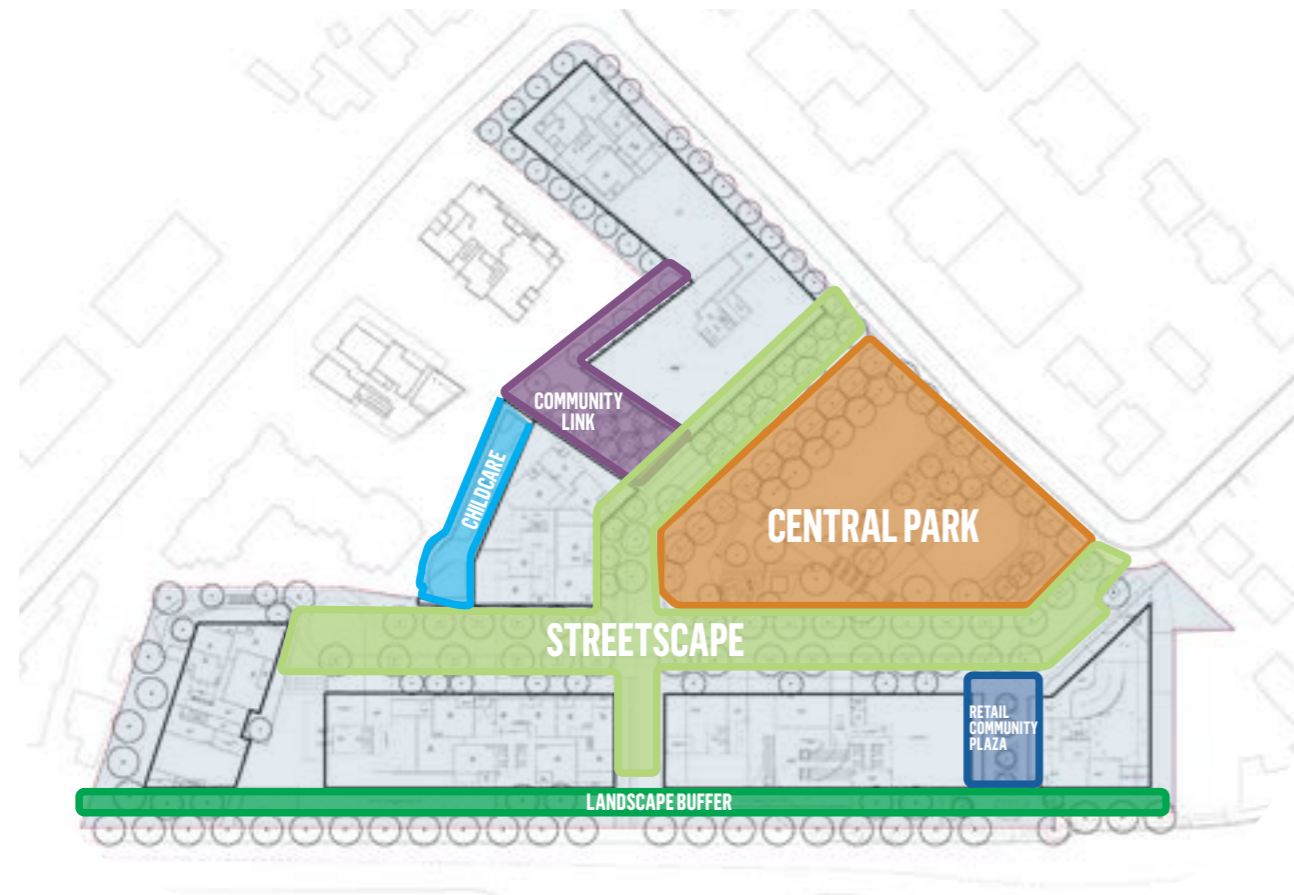 COMMUNITY
LINK
CHILDCARE
CENTRAL PARK
STREETSCAPE
RETAIL
COMMUNITY
PLAZA
LANDSCAPE BUFFER